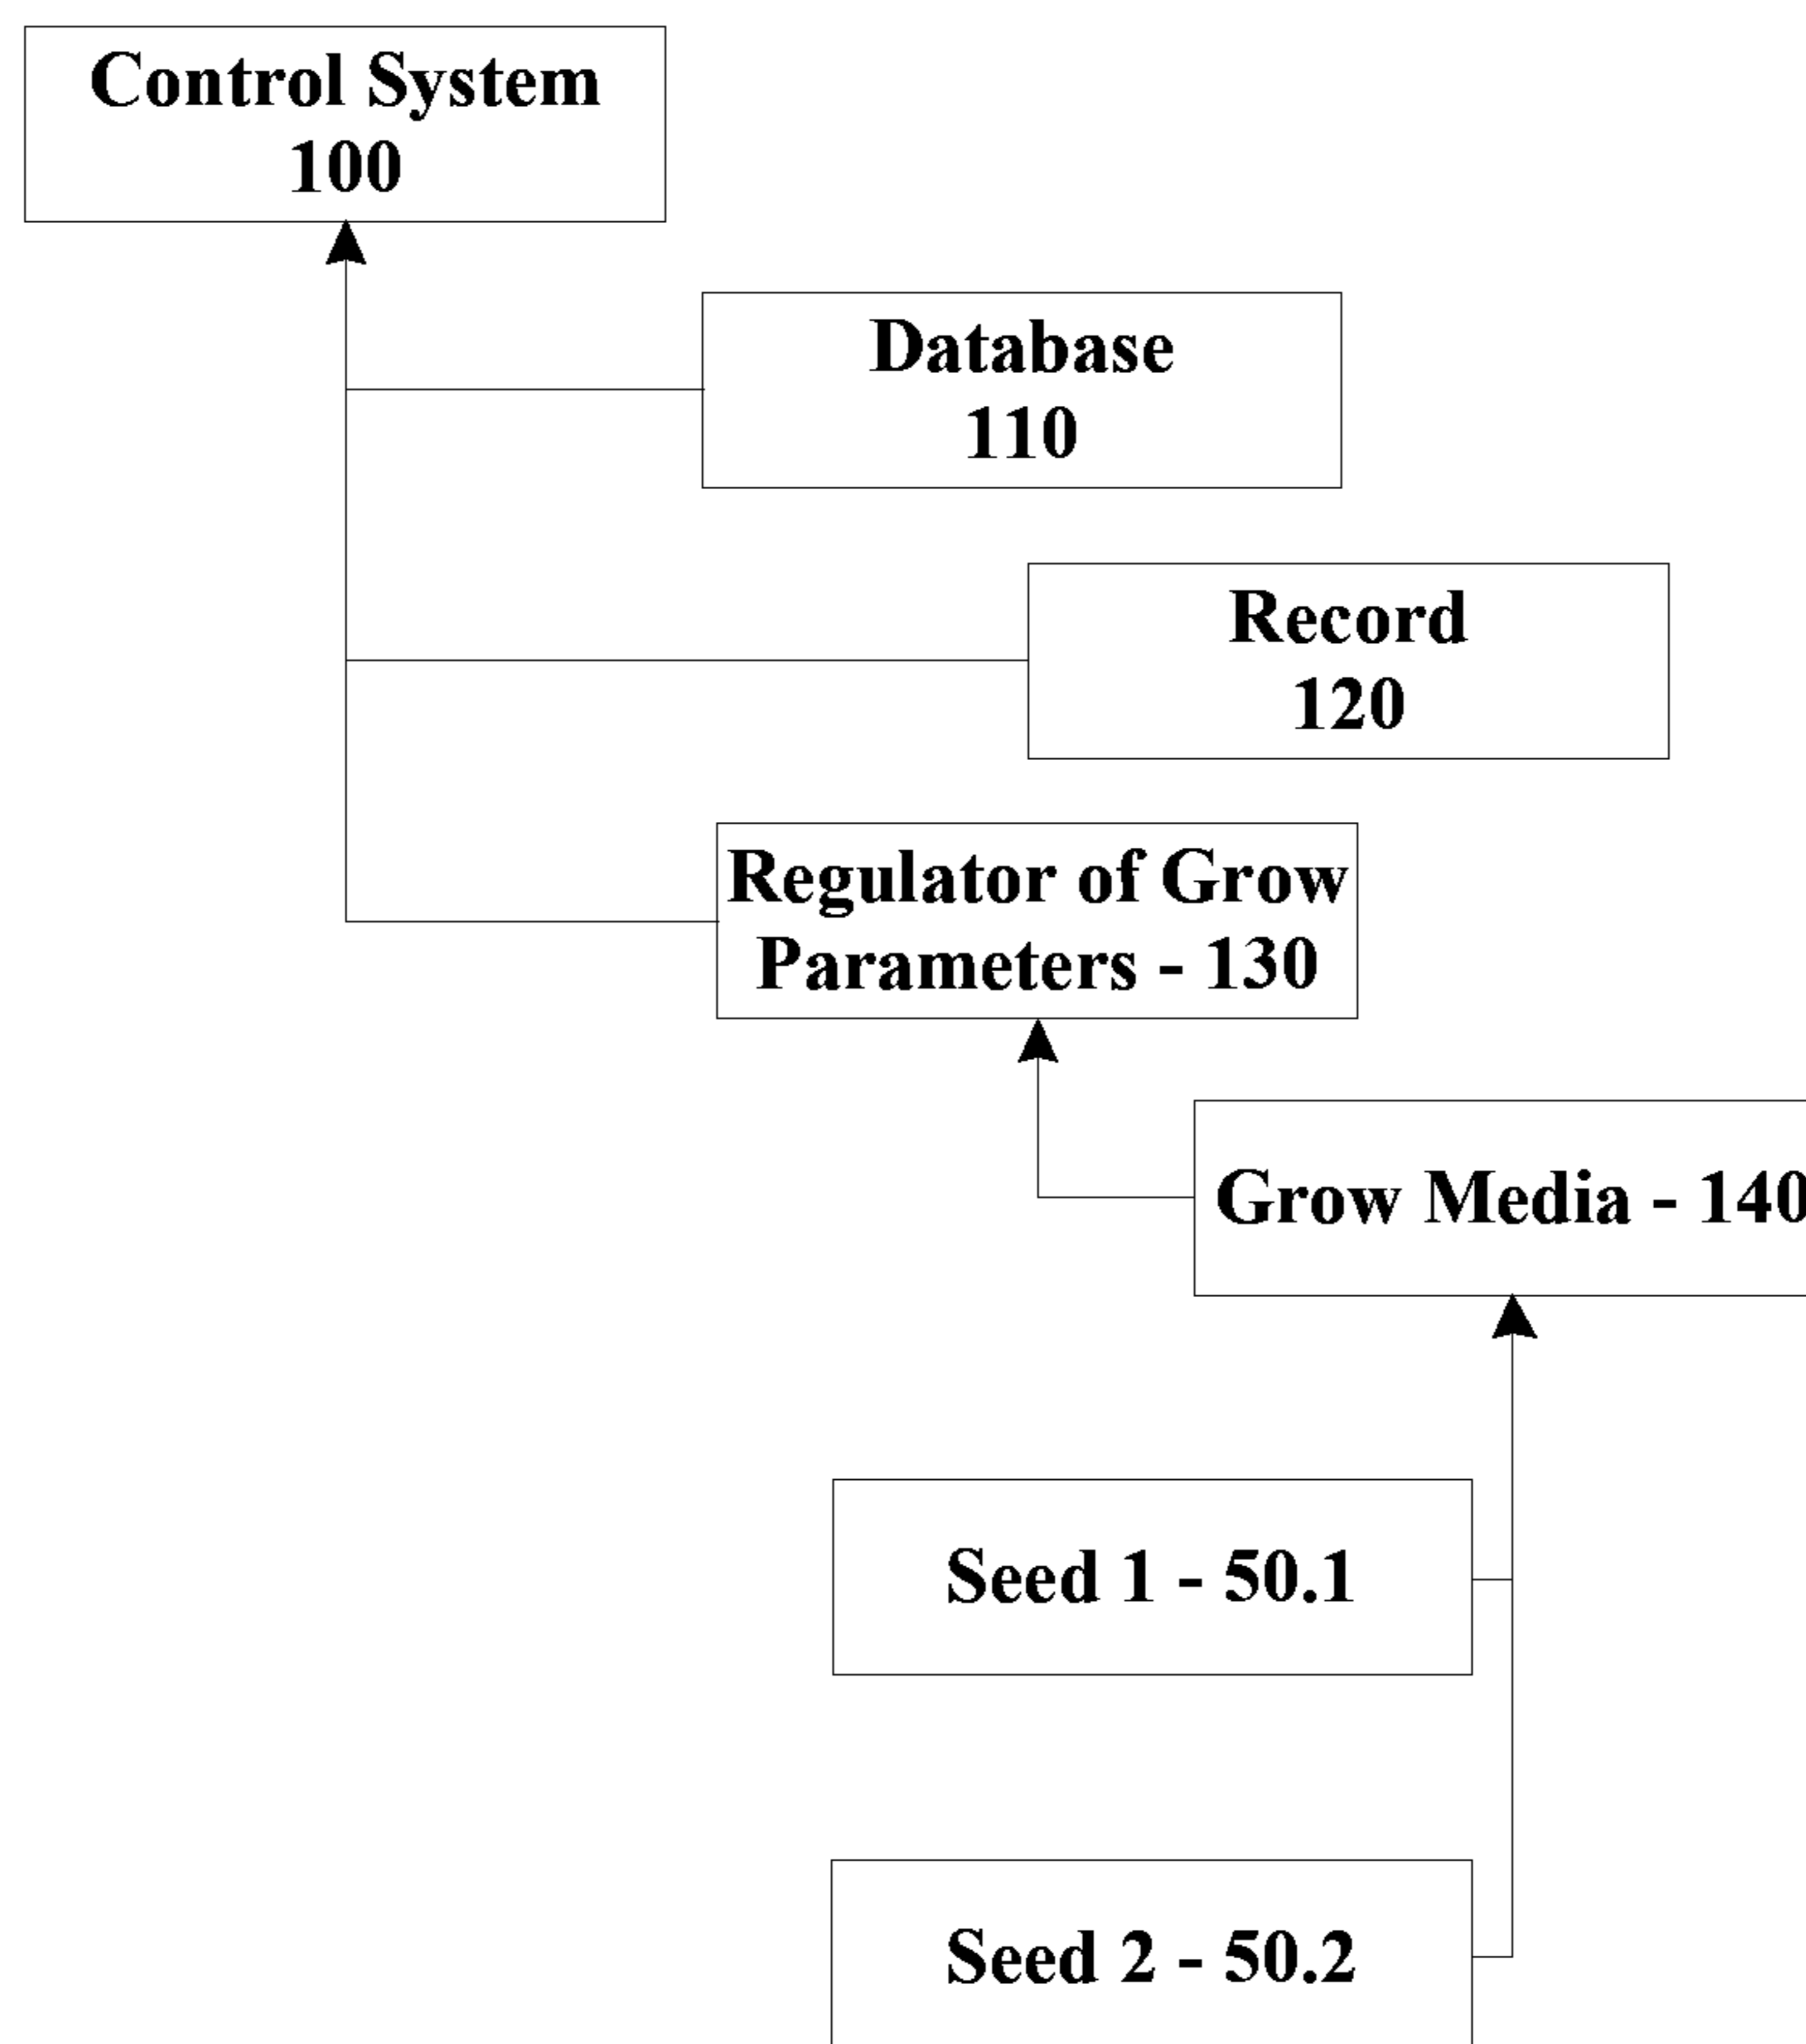 Control System
100
Database
110
Record
120
Regulator of Grow
Parameters - 130
Grow Media - 140
Seed 1 - 50.1
Seed 2 - 50.2